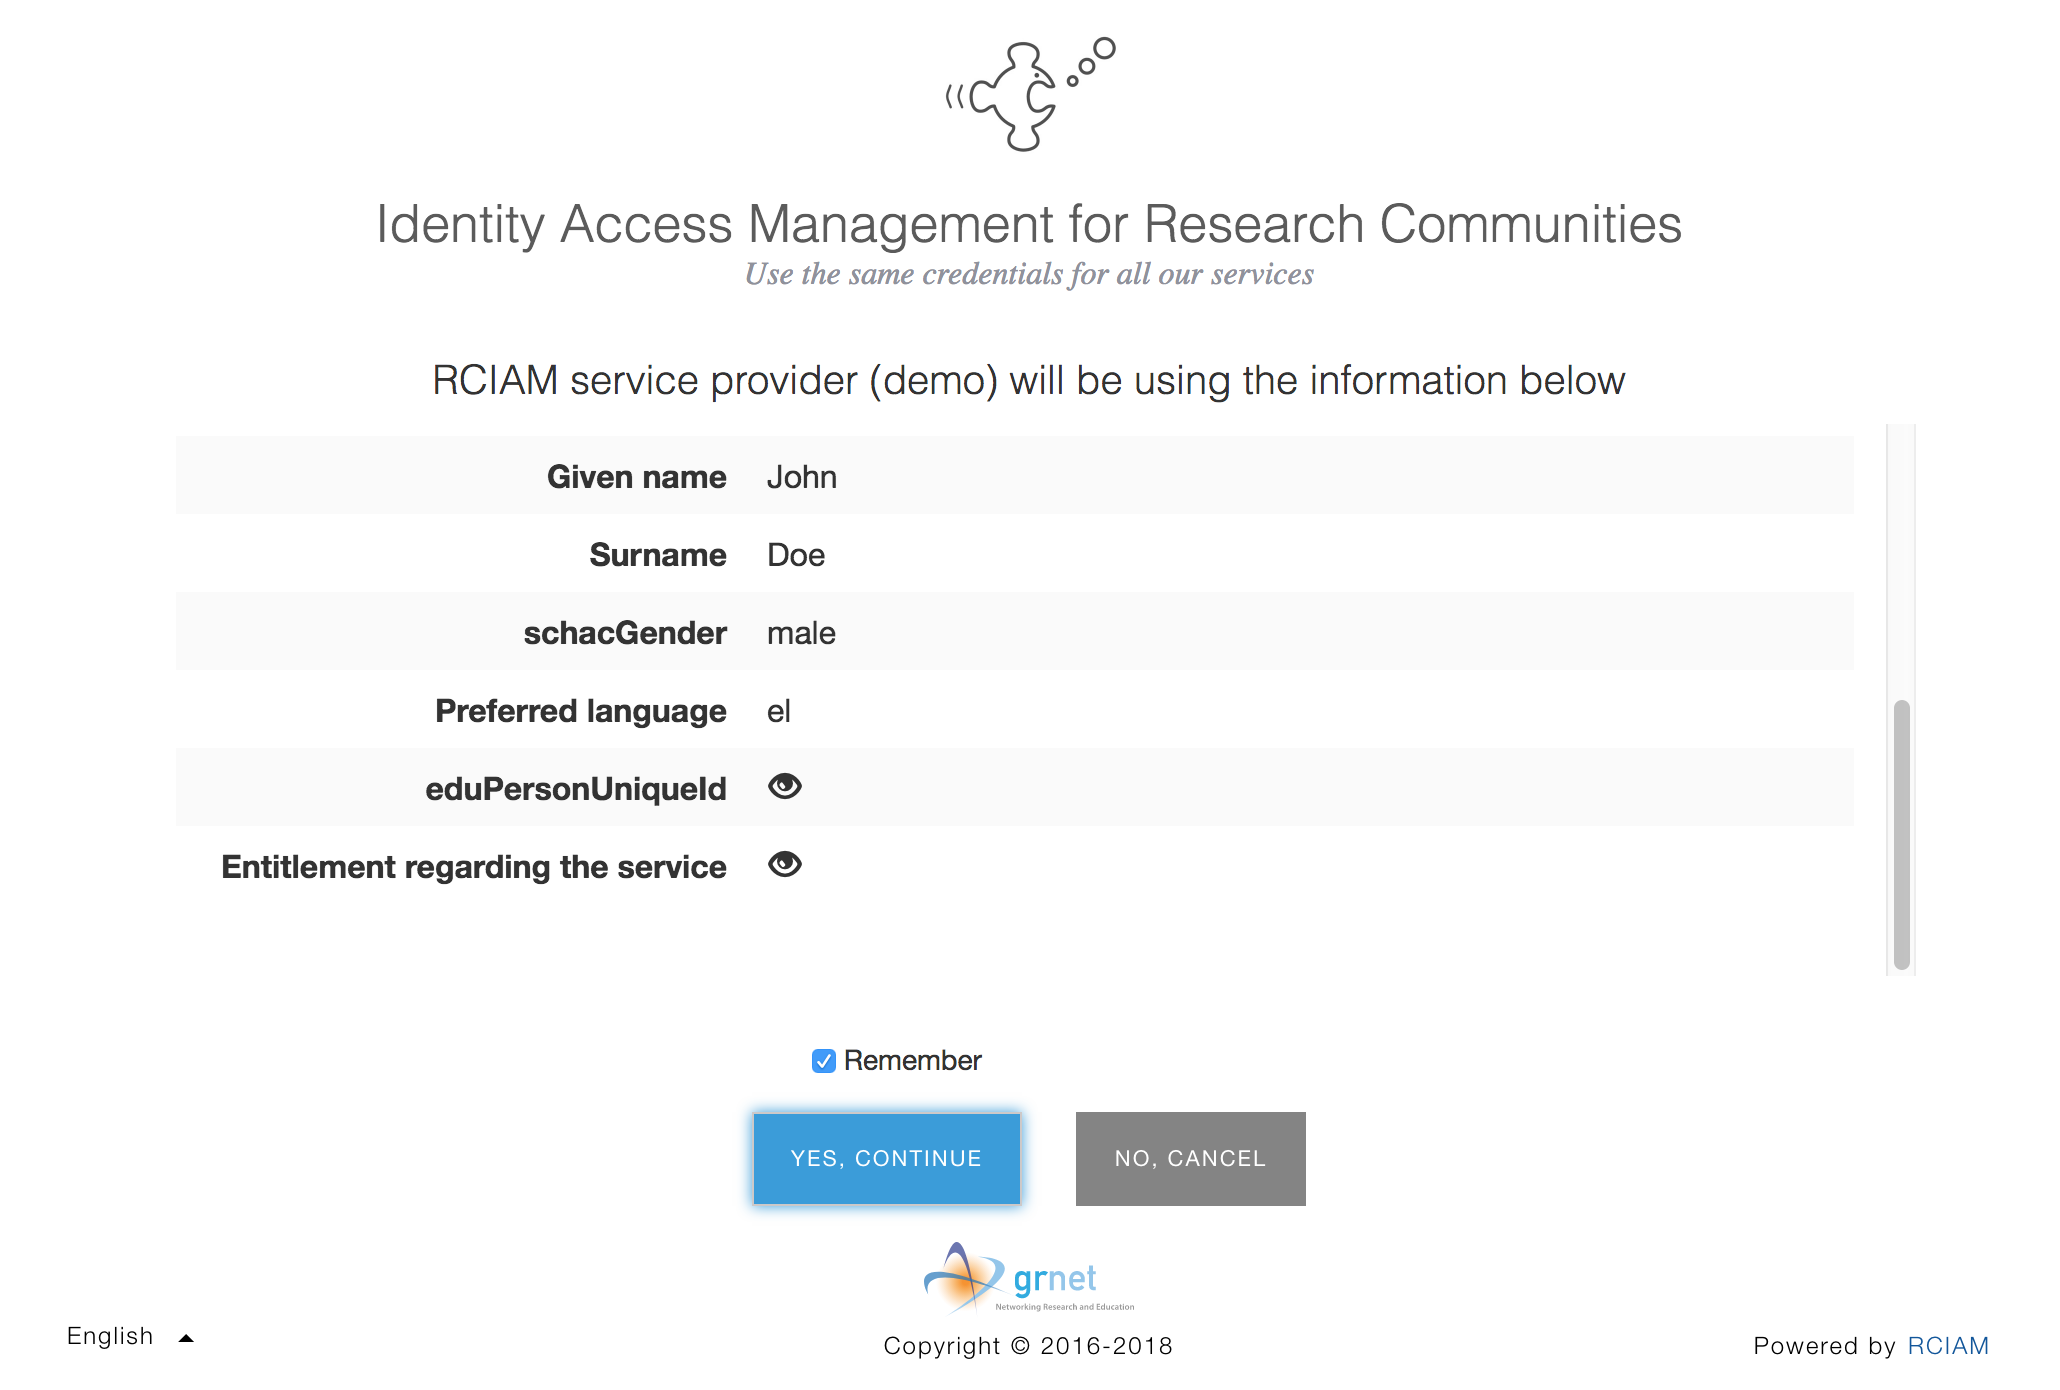 Identity Access Management for Research Communities
Use the same credentials for all our services
RCIAM service provider (demo) will be using the information below
Given name John
Surname Doe
schacGender male
Preferred language el
eduPersonUniqueId
Entitlement regarding the service
Remember
YES, CONTINUE NO, CANCEL
grnet
Networking Research and Education
English
Copyright © 2016-2018
Powered by RCIAM